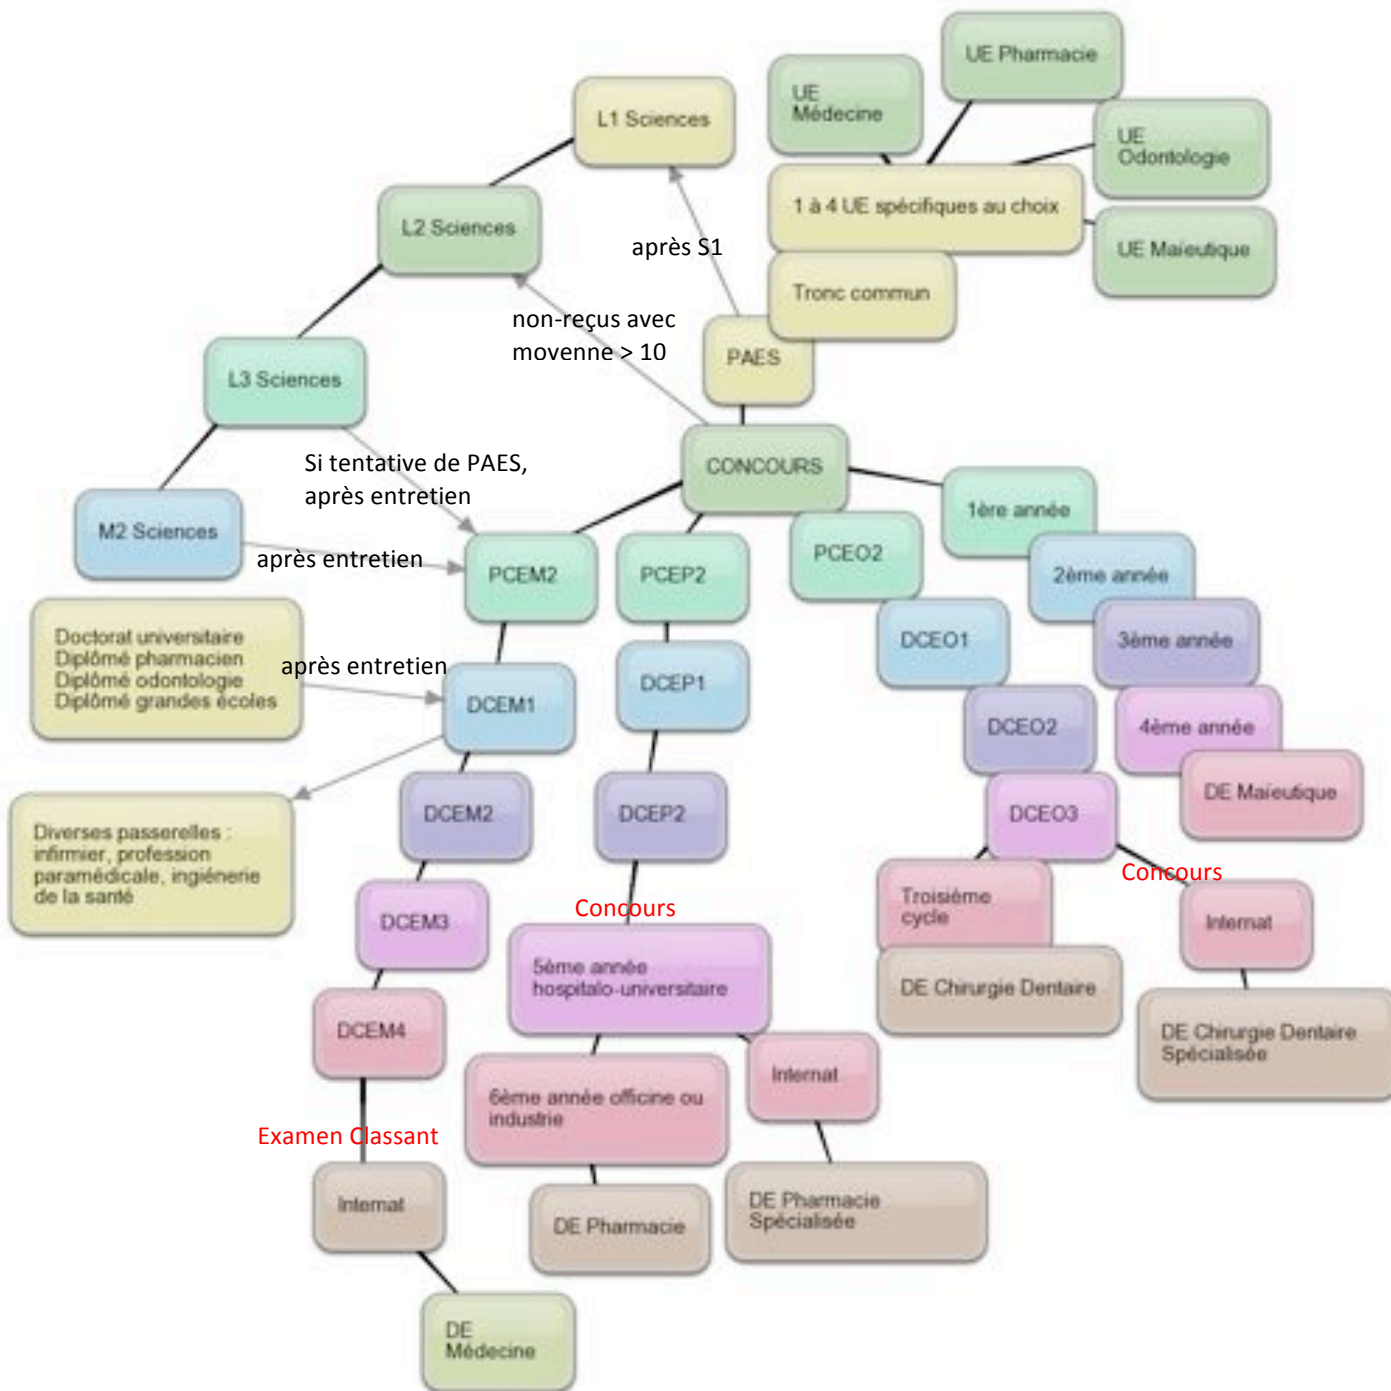 UE Pharmacie
UE
Médecine
L1 Sciences
UE
Odontologie
1 à 4 UE spécifiques au choix
L2 Sciences
après S1
UE Maïeutique
Tronc commun
non-reçus avec
movenne > 10
PAES
L3 Sciences
Si tentative de PAES,
après entretien
CONCOURS
1ère année
M2 Sciences
après entretien
PCEM2
PCEP2
PCEO2
2ème année
Doctorat universitaire
Diplômé pharmacien
Diplômé odontologie
Diplômé grandes écoles
après entretien
DCEM1
DCEP1
DCEO1
3ème année
DCEO2
4ème année
Diverses passerelles :
infirmier, profession
paramédicale, ingiénerie
de la santé
DCEM2
DCEP2
DCEO3
DE Maïeutique
Concours
Concours
DCEM3
Troisième
cycle
Internat
5ème année
hospitalo-universitaire
DE Chirurgie Dentaire
DCEM4
DE Chirurgie Dentaire
Spécialisée
Internat
6ème année officine ou
industrie
Examen Classant
Internat
DE Pharmacie
DE Pharmacie
Spécialisée
DE
Médecine